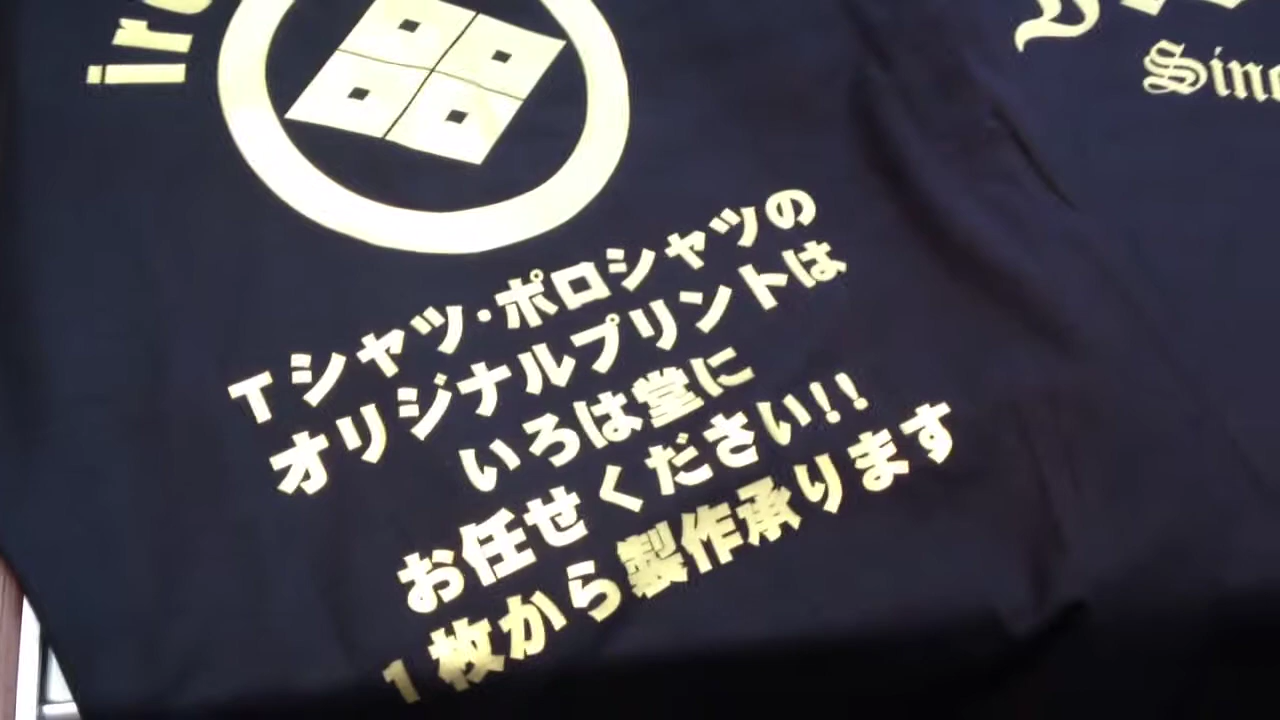 Tシャツ・ポロシャツの
オリジナルプリントは
いろは堂に
お任せください!!
1枚から製作承ります